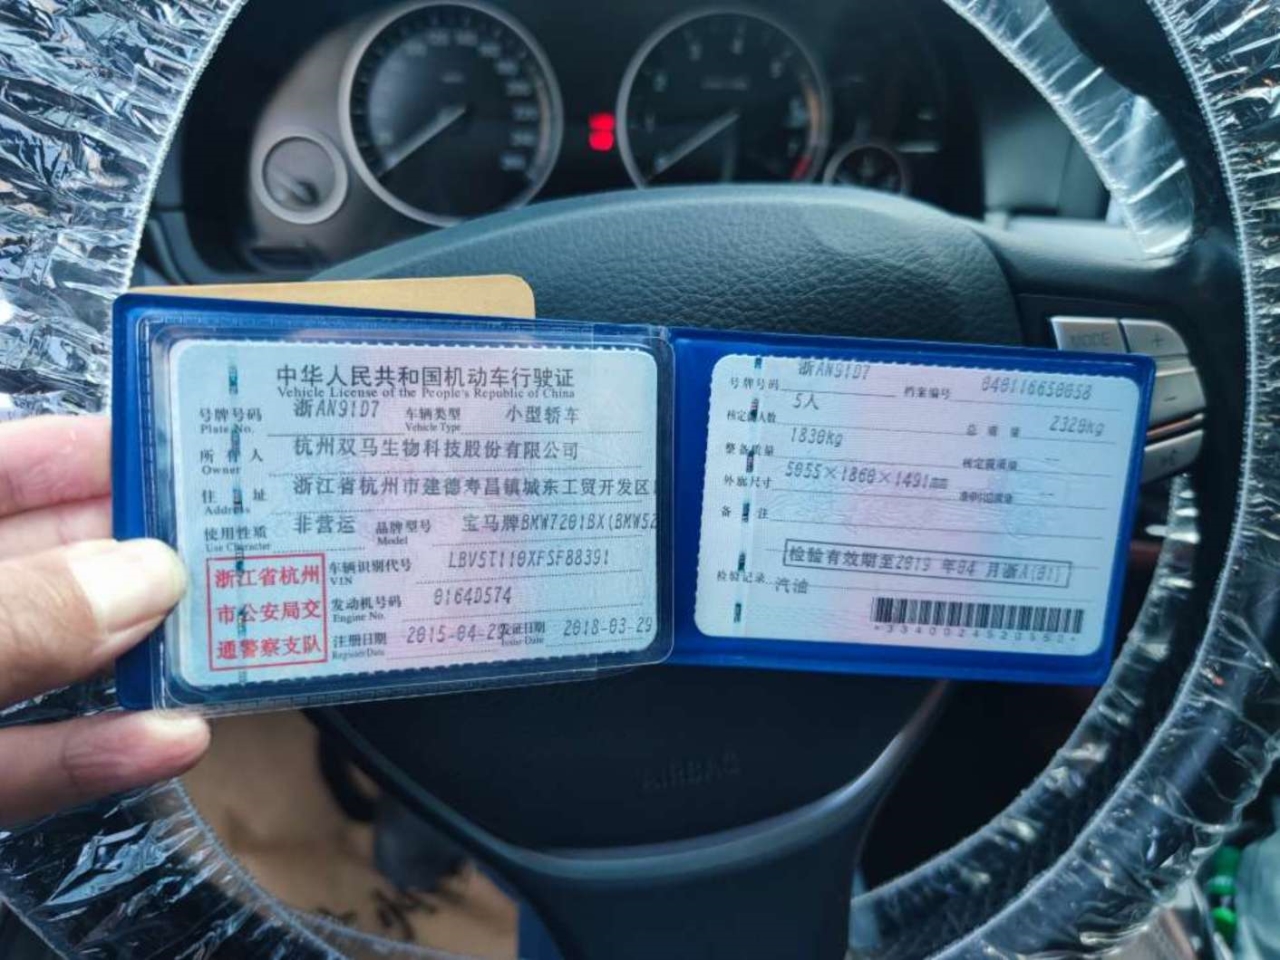 中华人民共和国机动车行驶证
Vehicle License of the People's Republic of China
号牌号码 浙AN91D7 车辆类型 小型轿车
Plate No. Vehicle Type
所有人 杭州双马生物科技股份有限公司
Owner
住址 浙江省杭州市建德寿昌镇城东工贸开发区
Address
使用性质 非营运 品牌型号 宝马牌BMW7201BX(BMW52
Use Character Model
浙江省杭州
市公安局交
通警察支队
车辆识别代号 LBV5T110XFSF88391
VIN
发动机号码 0164D574
Engine No.
注册日期 2015-04-29 发证日期 2018-03-29
Register Date Issue Date
号牌号码 浙AN91D7 档案编号 040116650058
核定载人数 5人 总质量 2320kg
整备质量 1830kg 核定载质量 --
外廓尺寸 5055×1860×1491mm --
备注
检验有效期至2019 年04 月浙A(01)
检验记录 汽油
*3340024520560*
MODE
+
AIRBAG